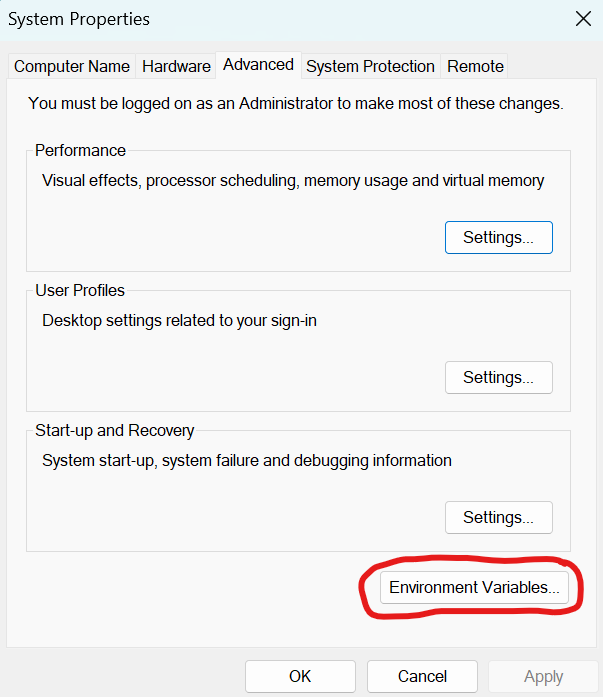 System Properties
Computer Name Hardware Advanced System Protection Remote
You must be logged on as an Administrator to make most of these changes.
Performance
Visual effects, processor scheduling, memory usage and virtual memory
Settings...
User Profiles
Desktop settings related to your sign-in
Settings...
Start-up and Recovery
System start-up, system failure and debugging information
Settings...
Environment Variables...
OK Cancel Apply